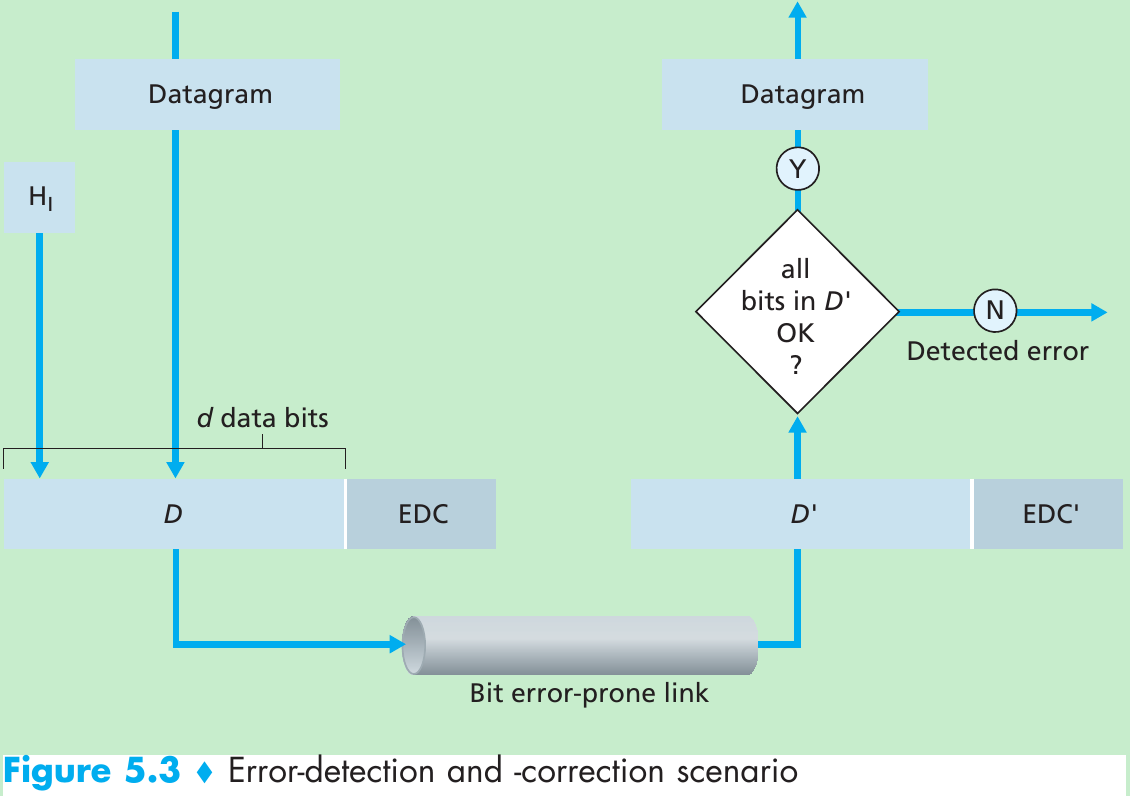 Datagram
H_I
d data bits
D
EDC
Bit error-prone link
Datagram
Y
all
bits in D'
OK
?
N
Detected error
D'
EDC'
Figure 5.3 ♦ Error-detection and -correction scenario